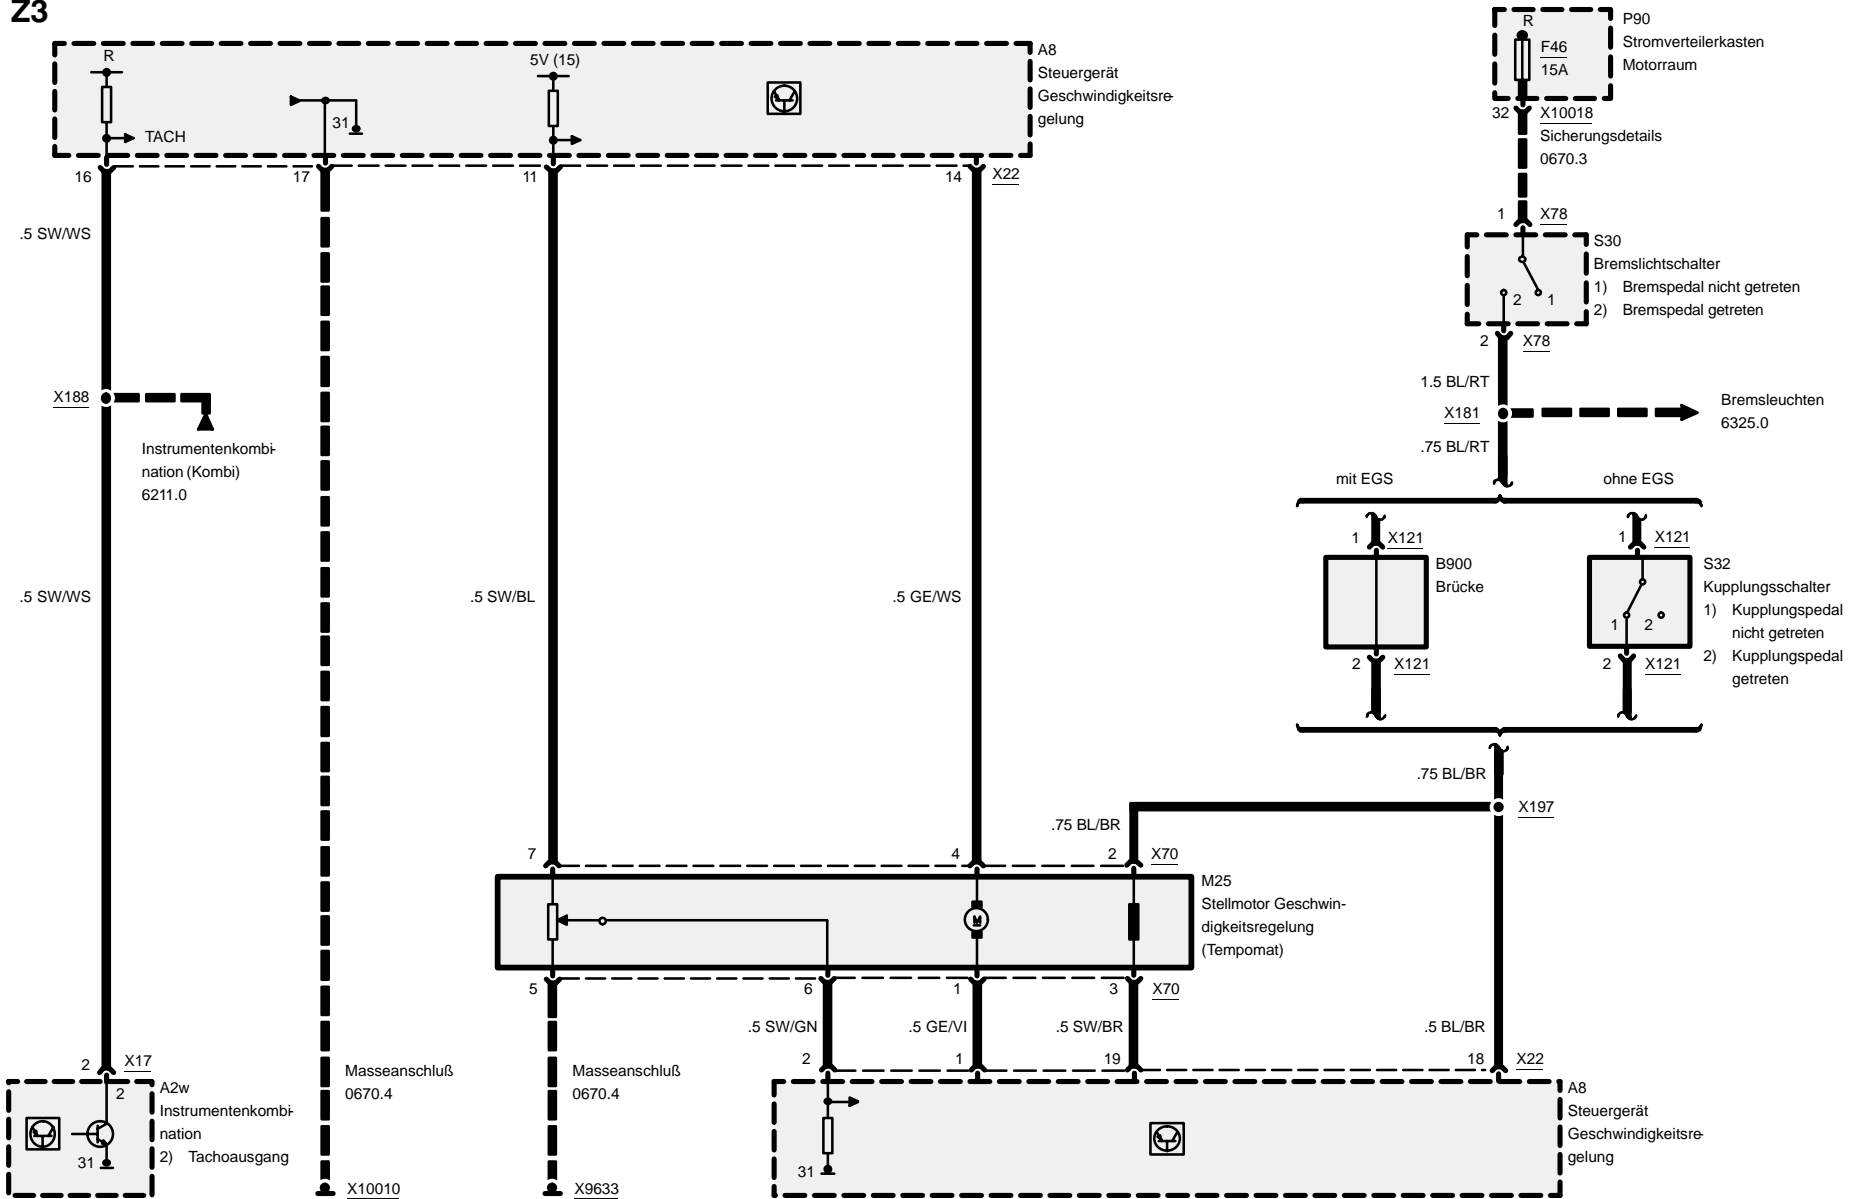 Z3
R
TACH
31
5V (15)
A8
Steuergerät
Geschwindigkeitsre-
gelung
16
17
11
14
X22
.5 SW/WS
X188
Instrumentenkombi-
nation (Kombi)
6211.0
.5 SW/WS
.5 SW/BL
.5 GE/WS
R
F46
15A
P90
Stromverteilerkasten
Motorraum
32
X10018
Sicherungsdetails
0670.3
1
X78
S30
Bremslichtschalter
1) Bremspedal nicht getreten
2) Bremspedal getreten
2
1
2
X78
1.5 BL/RT
X181
Bremsleuchten
6325.0
.75 BL/RT
mit EGS
ohne EGS
1
X121
B900
Brücke
2
X121
1
X121
S32
Kupplungsschalter
1) Kupplungspedal
nicht getreten
2) Kupplungspedal
getreten
1
2
2
X121
.75 BL/BR
X197
.75 BL/BR
7
4
2
X70
M25
Stellmotor Geschwin-
digkeitsregelung
(Tempomat)
M
5
6
1
3
X70
.5 SW/GN
.5 GE/VI
.5 SW/BR
.5 BL/BR
2
1
19
18
X22
2
X17
2
A2w
Instrumentenkombi-
nation
2) Tachoausgang
31
Masseanschluß
0670.4
X10010
Masseanschluß
0670.4
X9633
31
A8
Steuergerät
Geschwindigkeitsre-
gelung